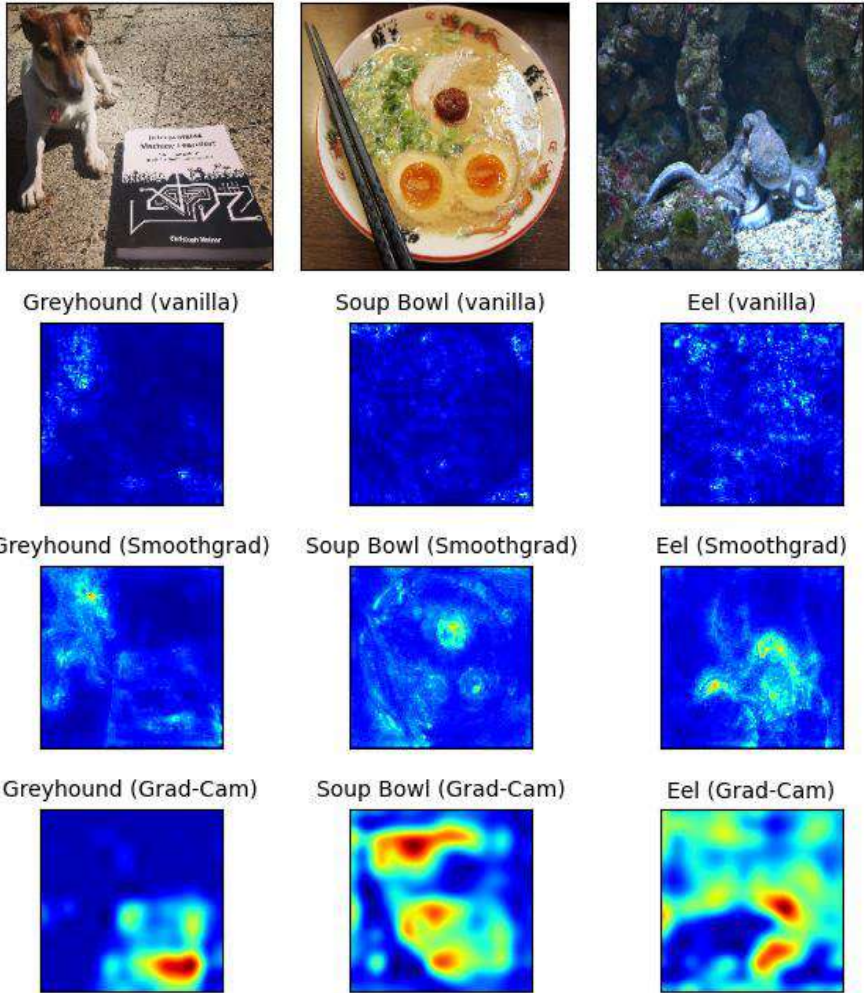 Interpretable
Machine Learning
Christoph Molnar
Greyhound (vanilla)
Soup Bowl (vanilla)
Eel (vanilla)
Greyhound (Smoothgrad)
Soup Bowl (Smoothgrad)
Eel (Smoothgrad)
Greyhound (Grad-Cam)
Soup Bowl (Grad-Cam)
Eel (Grad-Cam)